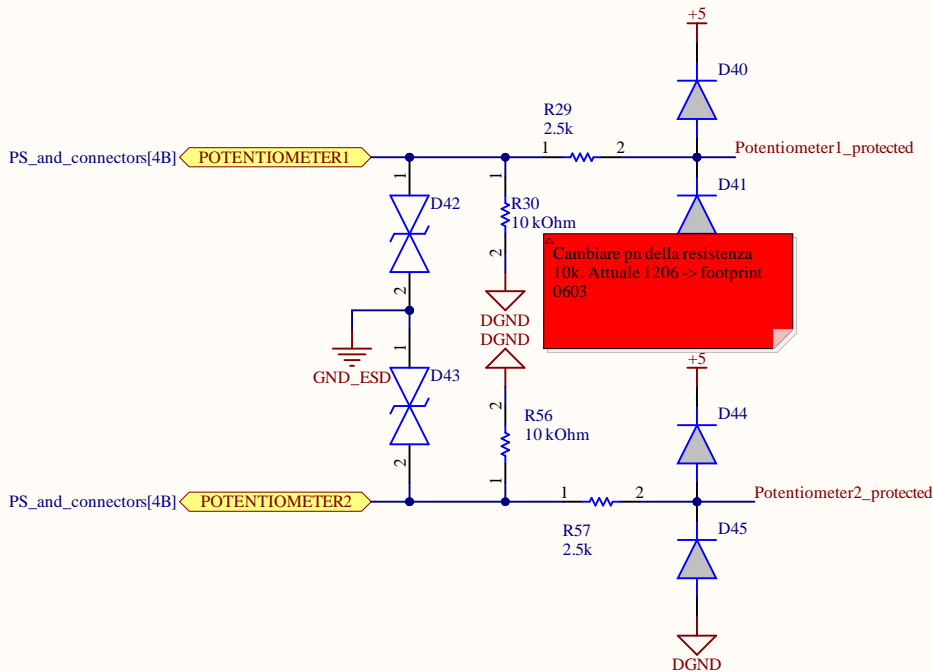 +5
D40
R29
2.5k
PS_and_connectors[4B]
POTENTIOMETER1
1
2
Potentiometer1_protected
1
D42
1
R30
10 kOhm
D41
2
2
Cambiare pn della resistenza
10k. Attuale 1206 -> footprint
0603
DGND
DGND
GND_ESD
1
D43
+5
2
R56
10 kOhm
D44
2
1
PS_and_connectors[4B]
POTENTIOMETER2
1
2
Potentiometer2_protected
R57
2.5k
D45
DGND